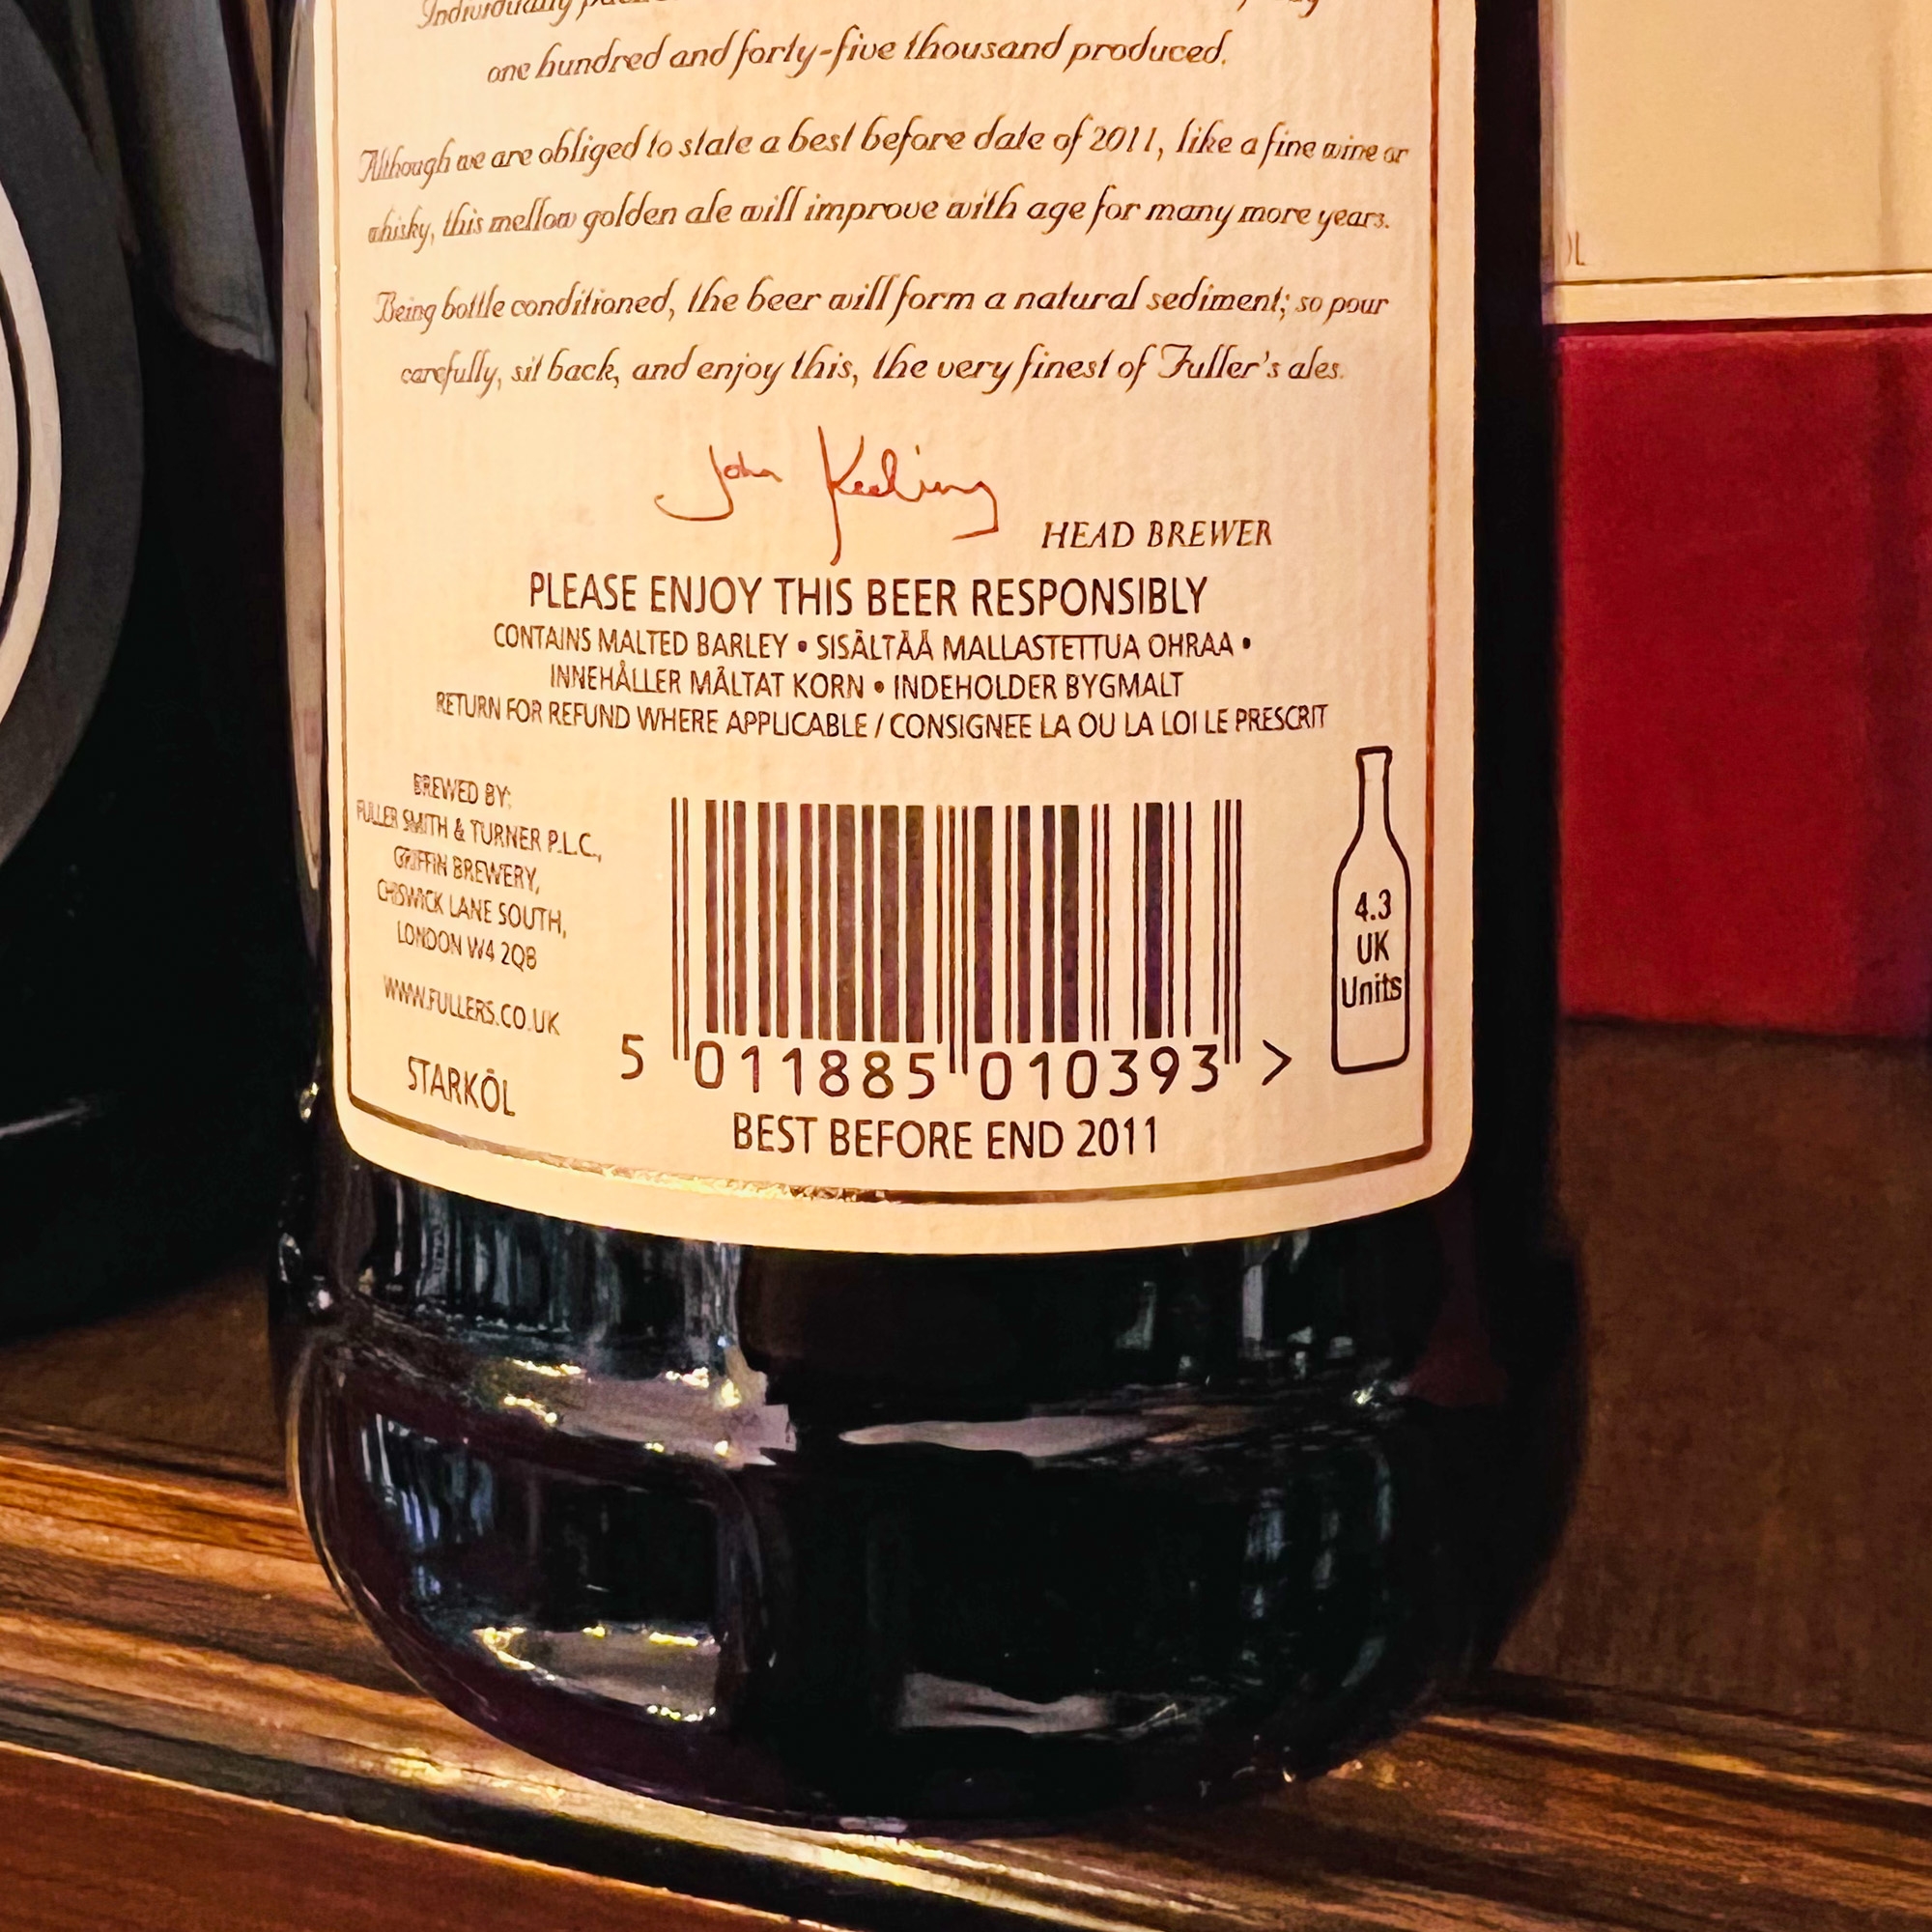 Individually
one hundred and forty-five thousand produced.
Although we are obliged to state a best before date of 2011, like a fine wine or
whisky, this mellow golden ale will improve with age for many more years.
Being bottle conditioned, the beer will form a natural sediment; so pour
carefully, sit back, and enjoy this, the very finest of Fuller's ales.
John Keeling
HEAD BREWER
PLEASE ENJOY THIS BEER RESPONSIBLY
CONTAINS MALTED BARLEY • SISÄLTÄÄ MALLASTETTUA OHRAA •
INNEHÅLLER MÄLTAT KORN • INDEHOLDER BYGMALT
RETURN FOR REFUND WHERE APPLICABLE / CONSIGNEE LA OU LA LOI LE PRESCRIT
BREWED BY:
FULLER SMITH & TURNER P.L.C.,
GRIFFIN BREWERY,
CHISWICK LANE SOUTH,
LONDON W4 2QB
WWW.FULLERS.CO.UK
STARKÖL
4.3
UK
Units
5 011885 010393 >
BEST BEFORE END 2011